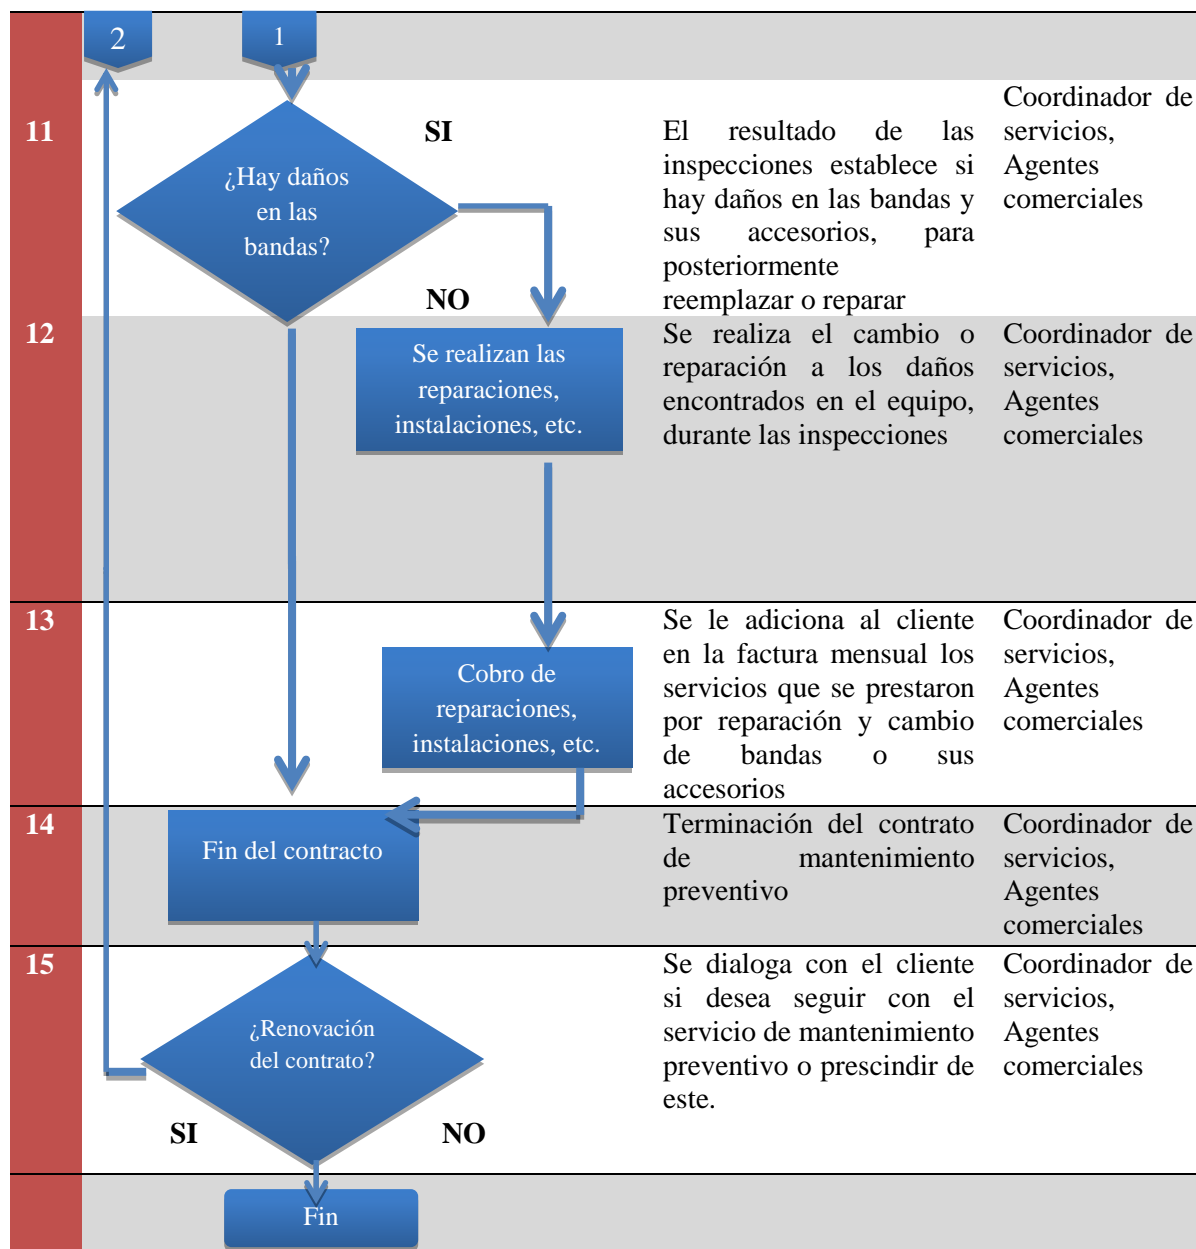 2
1
11
SI
¿Hay daños
en las
bandas?
NO
El resultado de las
inspecciones establece si
hay daños en las bandas y
sus accesorios, para
posteriormente
reemplazar o reparar
Coordinador de
servicios,
Agentes
comerciales
12
Se realizan las
reparaciones,
instalaciones, etc.
Se realiza el cambio o
reparación a los daños
encontrados en el equipo,
durante las inspecciones
Coordinador de
servicios,
Agentes
comerciales
13
Cobro de
reparaciones,
instalaciones, etc.
Se le adiciona al cliente
en la factura mensual los
servicios que se prestaron
por reparación y cambio
de bandas o sus
accesorios
Coordinador de
servicios,
Agentes
comerciales
14
Fin del contracto
Terminación del contrato
de mantenimiento
preventivo
Coordinador de
servicios,
Agentes
comerciales
15
¿Renovación
del contrato?
SI
NO
Se dialoga con el cliente
si desea seguir con el
servicio de mantenimiento
preventivo o prescindir de
este.
Coordinador de
servicios,
Agentes
comerciales
Fin